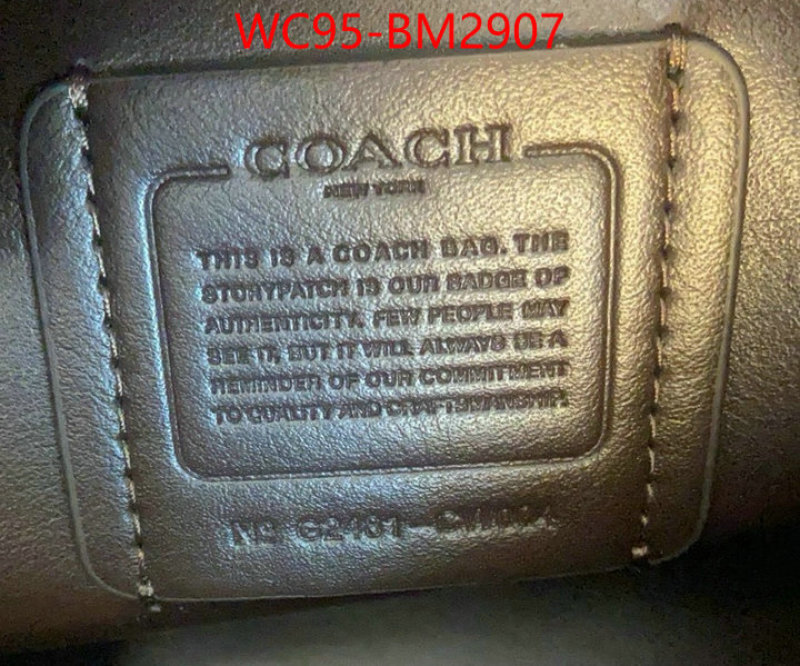 WC95-BM2907
COACH
NEW YORK
THIS IS A COACH BAG. THE
STORYPATCH IS OUR BADGE OF
AUTHENTICITY. FEW PEOPLE MAY
SEE IT, BUT IT WILL ALWAYS BE A
REMINDER OF OUR COMMITMENT
TO QUALITY AND CRAFTSMANSHIP.
Nº